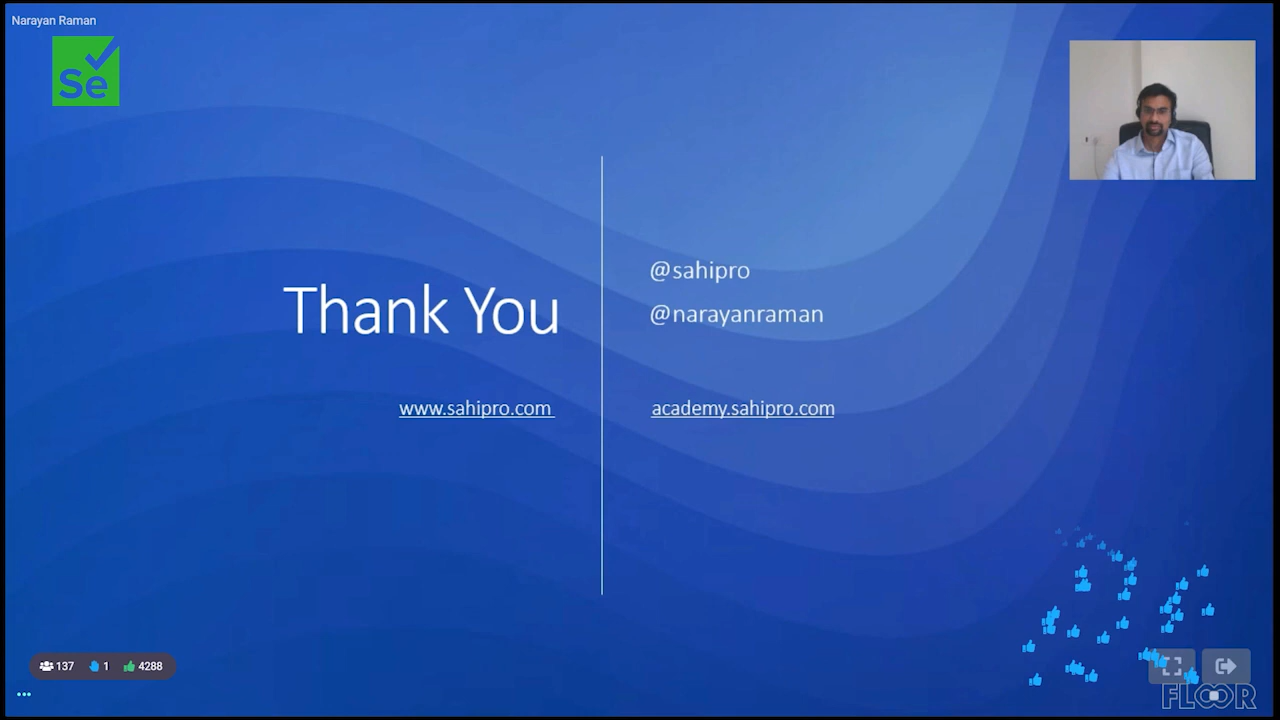 Narayan Raman
Se
Thank You
@sahipro
@narayanraman
www.sahipro.com
academy.sahipro.com
137 1 4288
FLOOR